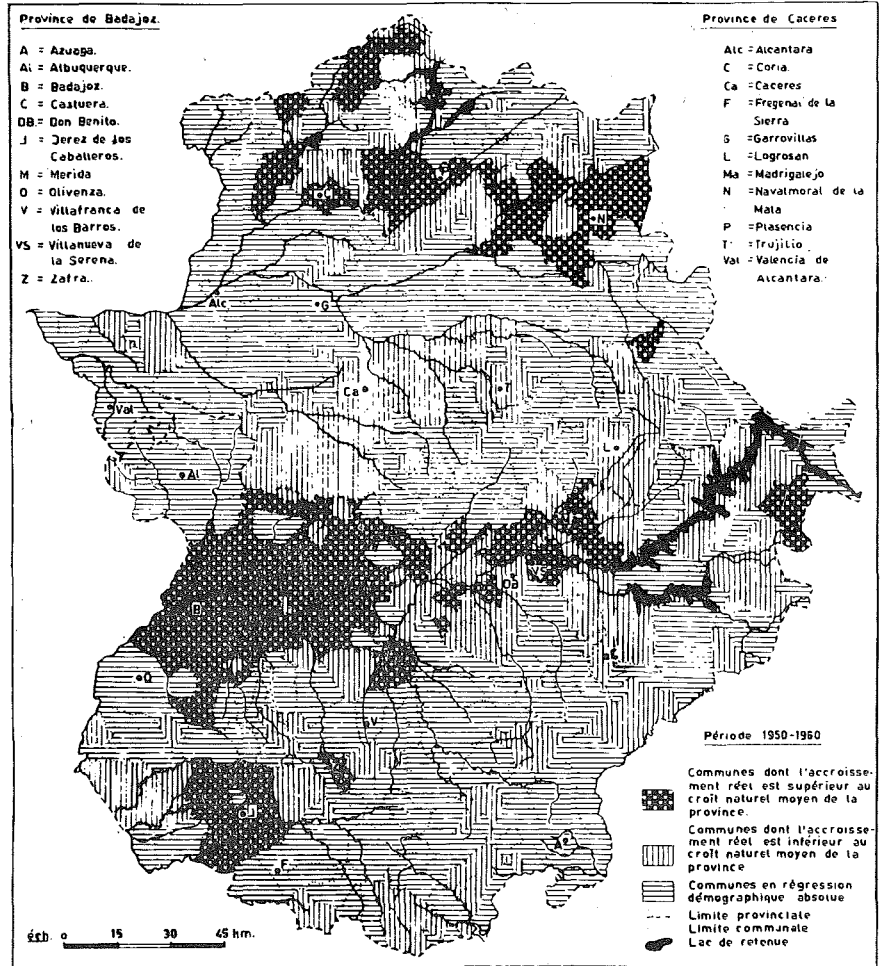 Province de Badajoz.
A = Azuaga.
Al = Albuquerque.
B = Badajoz.
C = Castuera.
DB.= Don Benito.
J = Jerez de los
Caballeros.
M = Merida
O = Olivenza.
V = Villafranca de
los Barros.
VS = Villanueva de
la Serena.
Z = Zafra.
Province de Caceres
Alc = Alcantara
C = Coria.
Ca = Caceres
F = Fregenal de la
Sierra
G = Garrovillas
L = Logrosan
Ma = Madrigalejo
N = Navalmoral de la
Mata
P = Plasencia
T = Trujillo
Val = Valencia de
Alcantara.
C
N
Alc
G
Ca
T
Val
L
Al
VS
DB
B
O
V
J
F
A
Période 1950-1960
Communes dont l'accroisse-
ment réel est supérieur au
croît naturel moyen de la
province.
Communes dont l'accroisse-
ment réel est inférieur au
croît naturel moyen de la
province
Communes en régression
démographique absolue
Limite provinciale
Limite communale
Lac de retenue
éch. 0 15 30 45 km.